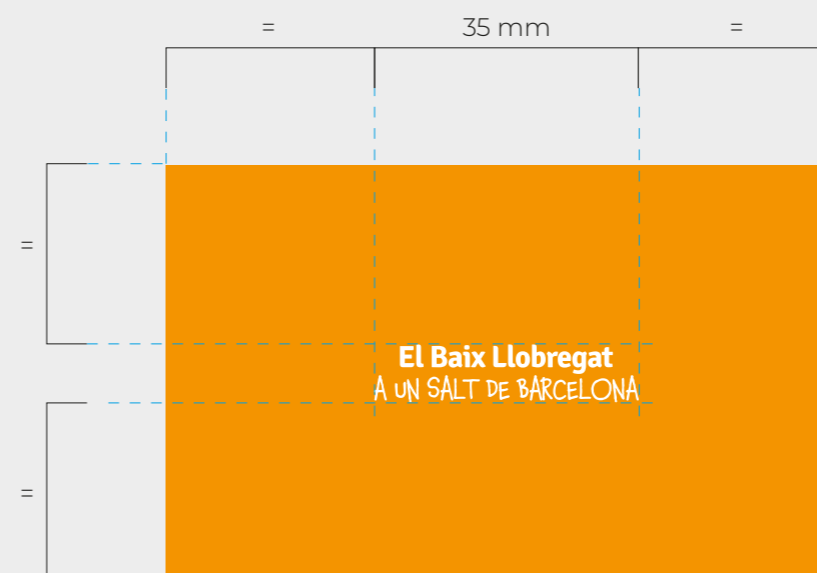 = 35 mm =
=
El Baix Llobregat
A UN SALT DE BARCELONA
=